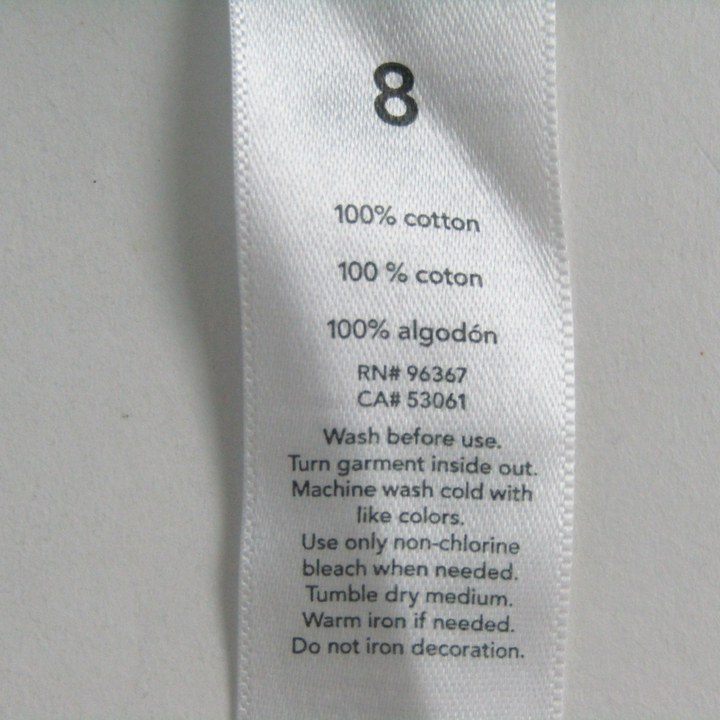 8
100% cotton
100 % coton
100% algodón
RN# 96367
CA# 53061
Wash before use.
Turn garment inside out.
Machine wash cold with
like colors.
Use only non-chlorine
bleach when needed.
Tumble dry medium.
Warm iron if needed.
Do not iron decoration.